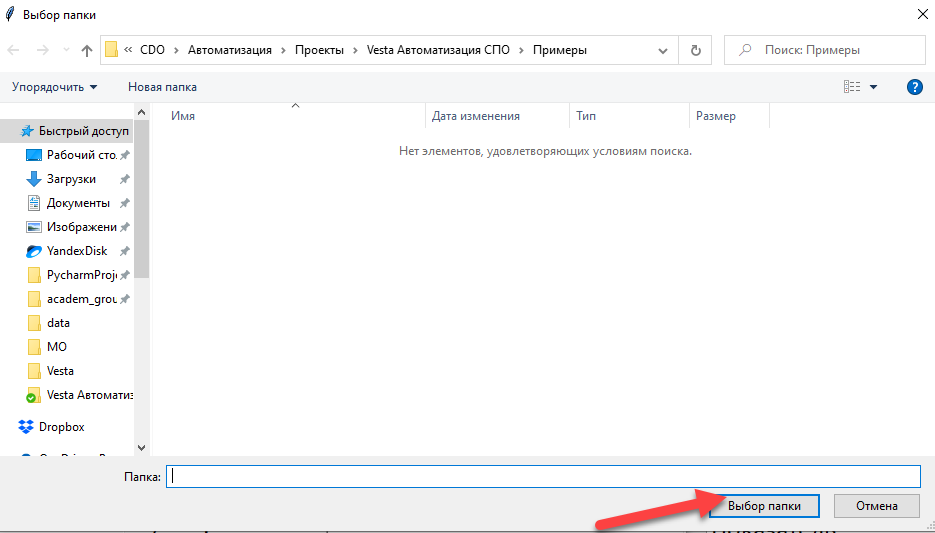 Выбор папки
« CDO › Автоматизация › Проекты › Vesta Автоматизация СПО › Примеры
Поиск: Примеры
Упорядочить
Новая папка
Имя
Дата изменения
Тип
Размер
Нет элементов, удовлетворяющих условиям поиска.
Быстрый доступ
Рабочий сто
Загрузки
Документы
Изображени
YandexDisk
PycharmProj
academ_grou
data
МО
Vesta
Vesta Автоматиз
Dropbox
Папка:
Выбор папки
Отмена